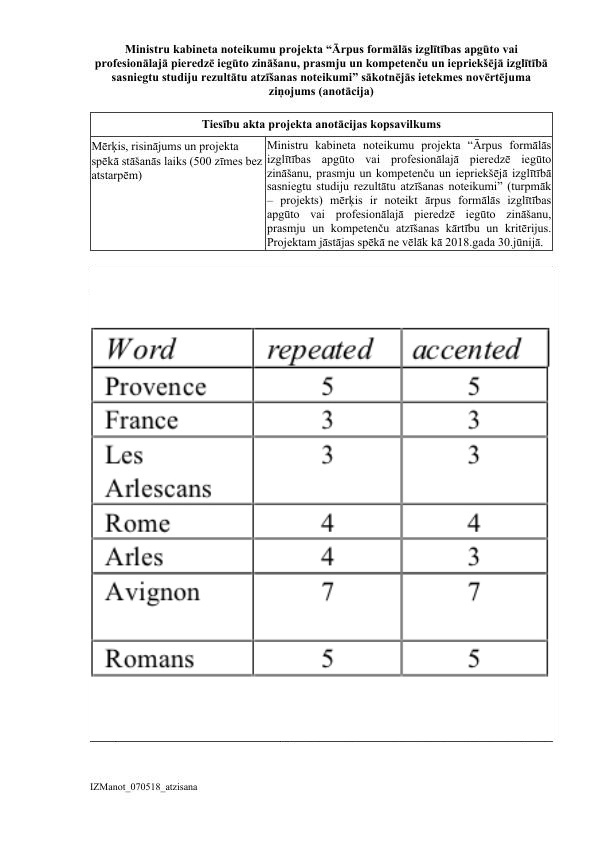 Ministru kabineta noteikumu projekta “Ārpus formālās izglītības apgūto vai
profesionālajā pieredzē iegūto zināšanu, prasmju un kompetenču un iepriekšējā izglītībā
sasniegtu studiju rezultātu atzīšanas noteikumi” sākotnējās ietekmes novērtējuma
ziņojums (anotācija)
Tiesību akta projekta anotācijas kopsavilkums
Mērķis, risinājums un projekta
spēkā stāšanās laiks (500 zīmes bez
atstarpēm)
Ministru kabineta noteikumu projekta “Ārpus formālās
izglītības apgūto vai profesionālajā pieredzē iegūto
zināšanu, prasmju un kompetenču un iepriekšējā izglītībā
sasniegtu studiju rezultātu atzīšanas noteikumi” (turpmāk
– projekts) mērķis ir noteikt ārpus formālās izglītības
apgūto vai profesionālajā pieredzē iegūto zināšanu,
prasmju un kompetenču atzīšanas kārtību un kritērijus.
Projektam jāstājas spēkā ne vēlāk kā 2018.gada 30.jūnijā.
Word repeated accented
Provence 5 5
France 3 3
Les 3 3
Arlescans
Rome 4 4
Arles 4 3
Avignon 7 7
Romans 5 5
IZManot_070518_atzisana